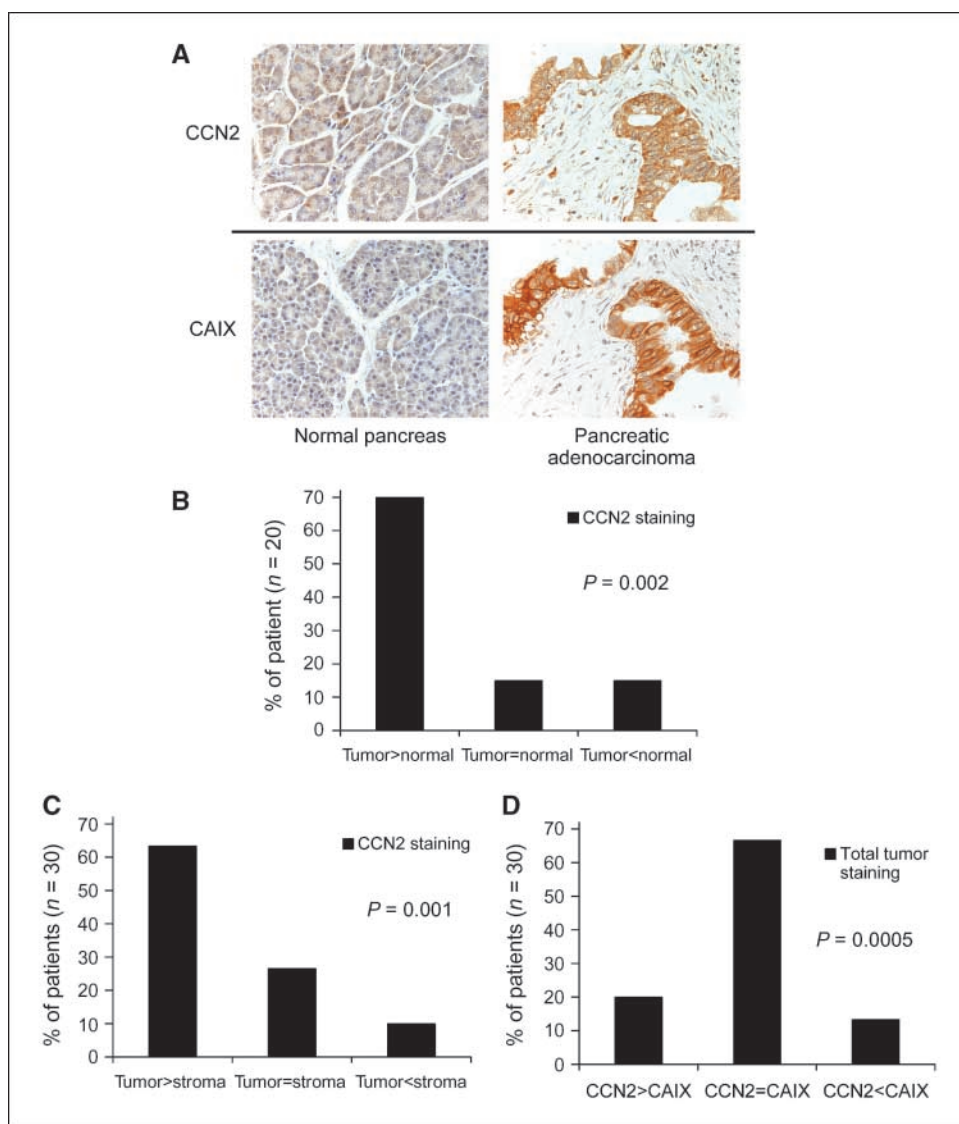 A
CCN2
CAIX
Normal pancreas
Pancreatic
adenocarcinoma
B
% of patient (n = 20)
70
60
50
40
30
20
10
0
CCN2 staining
P = 0.002
Tumor>normal
Tumor=normal
Tumor<normal
C
% of patients (n = 30)
70
60
50
40
30
20
10
0
CCN2 staining
P = 0.001
Tumor>stroma
Tumor=stroma
Tumor<stroma
D
% of patients (n = 30)
70
60
50
40
30
20
10
0
Total tumor
staining
P = 0.0005
CCN2>CAIX
CCN2=CAIX
CCN2<CAIX